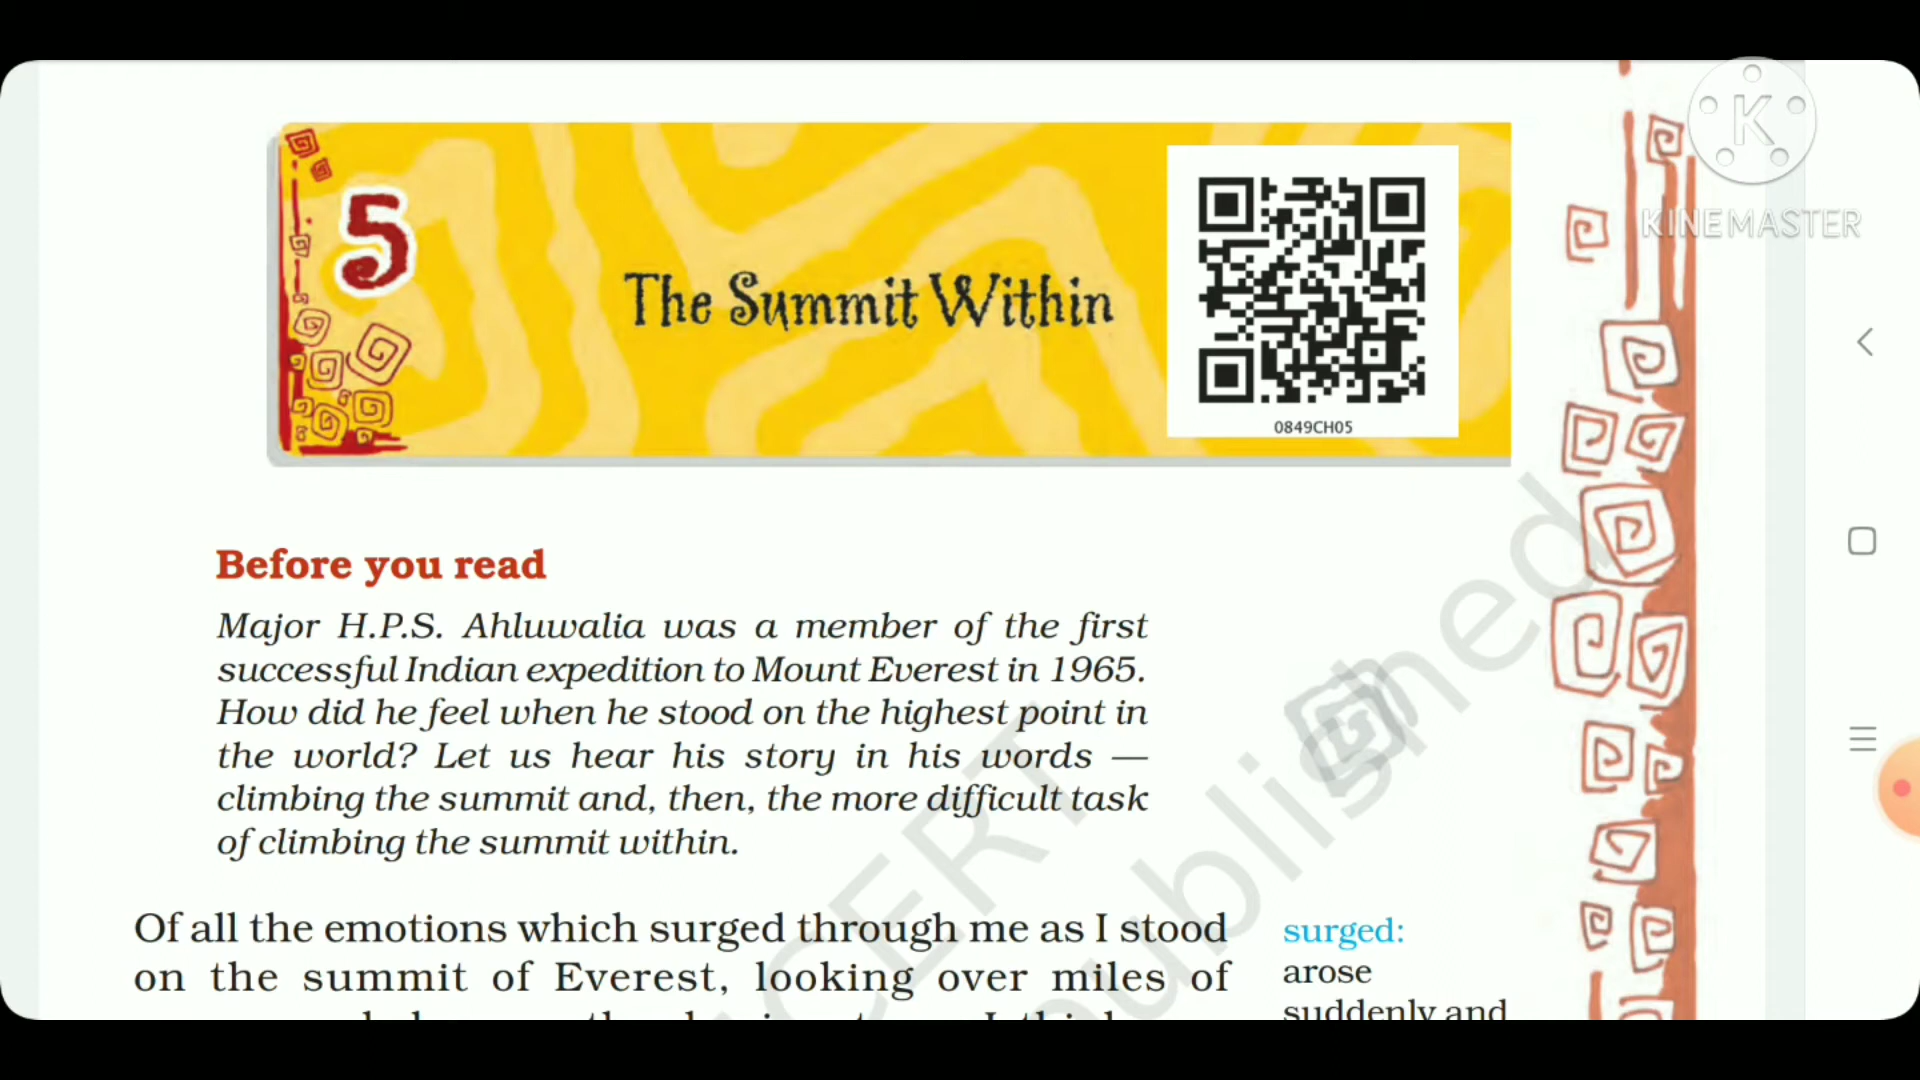 5
The Summit Within
0849CH05
K
KINEMASTER
Before you read
Major H.P.S. Ahluwalia was a member of the first
successful Indian expedition to Mount Everest in 1965.
How did he feel when he stood on the highest point in
the world? Let us hear his story in his words —
climbing the summit and, then, the more difficult task
of climbing the summit within.
Of all the emotions which surged through me as I stood
on the summit of Everest, looking over miles of
surged:
arose
suddenly and